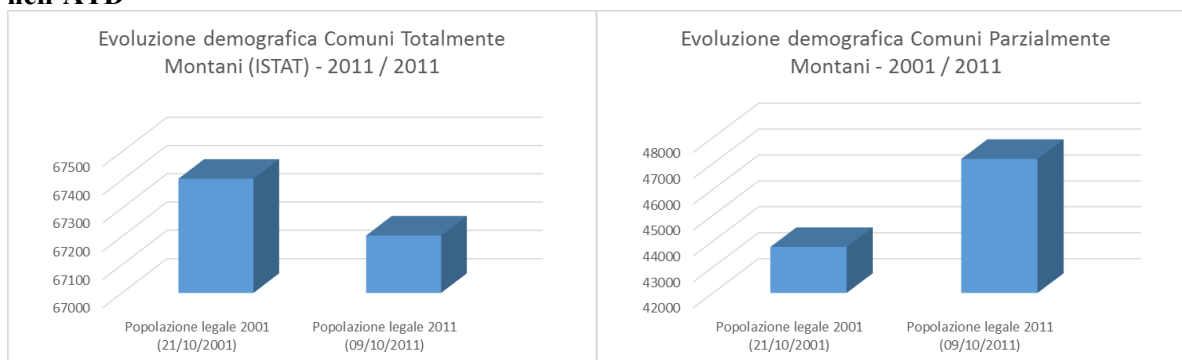 nell'ATD
Evoluzione demografica Comuni Totalmente
Montani (ISTAT) - 2011 / 2011
67500
67400
67300
67200
67100
67000
Popolazione legale 2001
(21/10/2001)
Popolazione legale 2011
(09/10/2011)
Evoluzione demografica Comuni Parzialmente
Montani - 2001 / 2011
48000
47000
46000
45000
44000
43000
42000
Popolazione legale 2001
(21/10/2001)
Popolazione legale 2011
(09/10/2011)